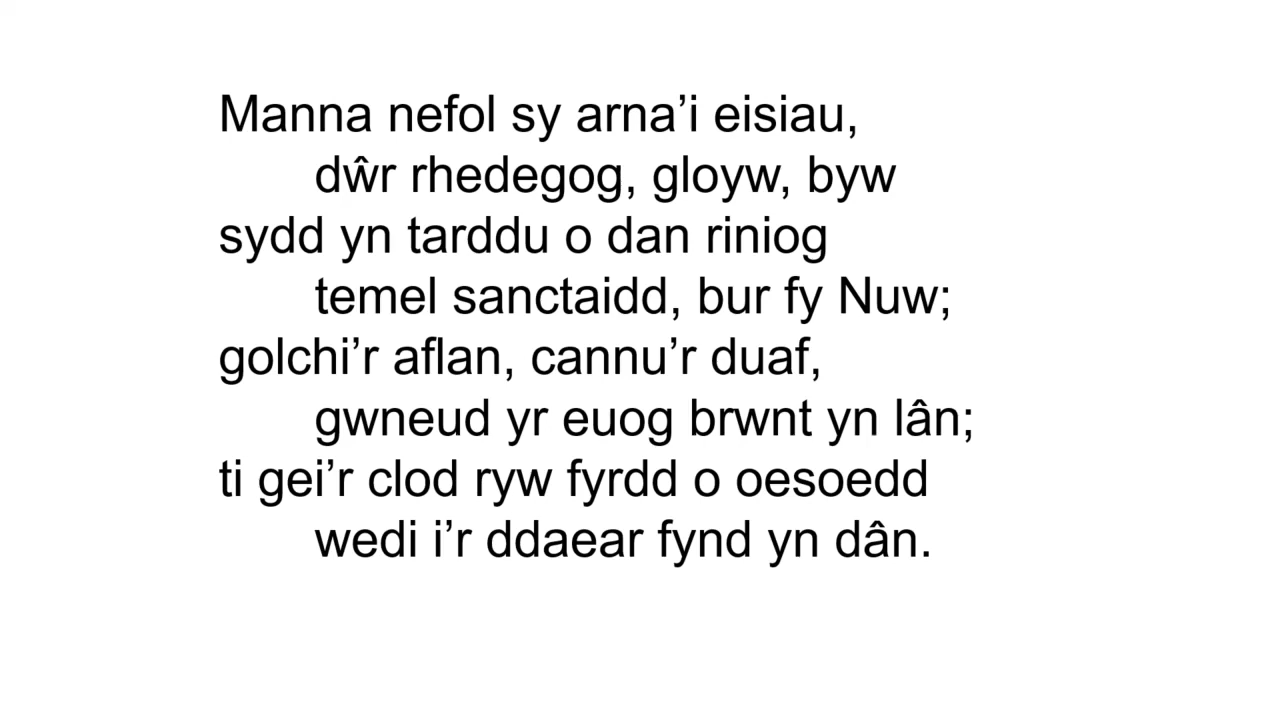 Manna nefol sy arna’i eisiau,
dŵr rhedegog, gloyw, byw
sydd yn tarddu o dan riniog
temel sanctaidd, bur fy Nuw;
golchi’r aflan, cannu’r duaf,
gwneud yr euog brwnt yn lân;
ti gei’r clod ryw fyrdd o oesoedd
wedi i’r ddaear fynd yn dân.